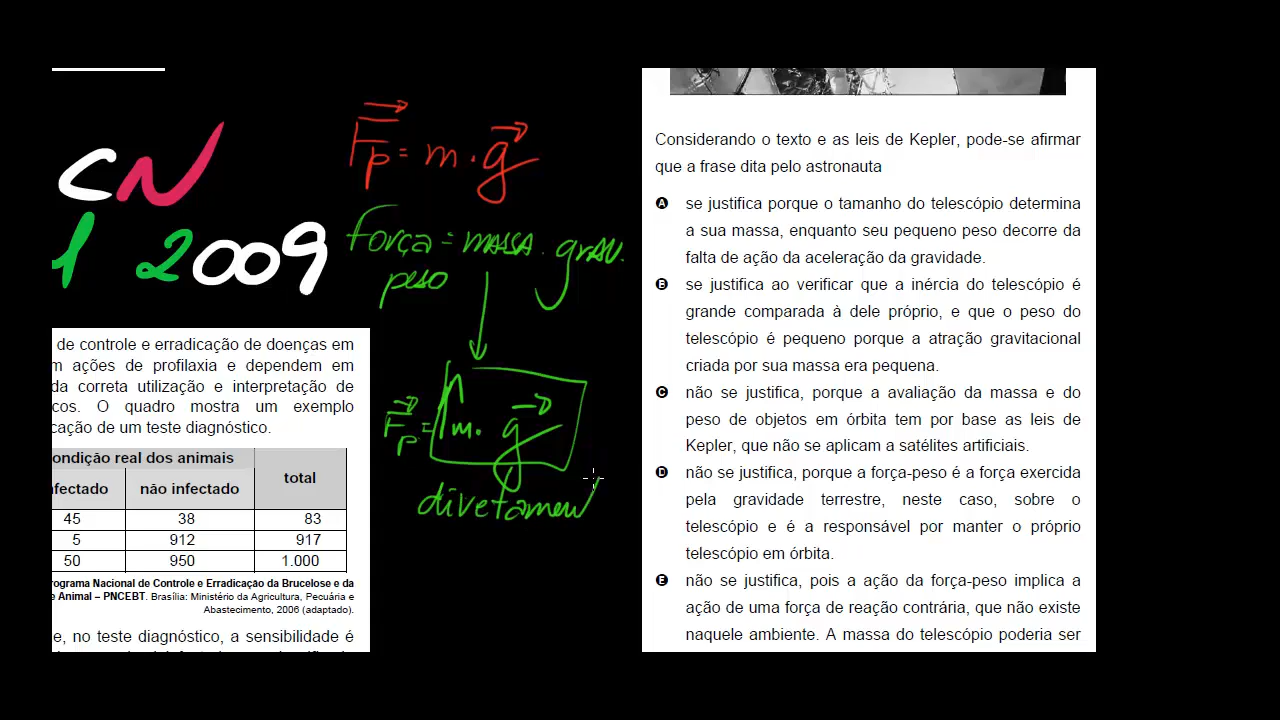 CN
1 2009
Fp = m . g
força = MASSA . grAV.
peso
Fp = m. g
divetamen
de controle e erradicação de doenças em
m ações de profilaxia e dependem em
da correta utilização e interpretação de
cos. O quadro mostra um exemplo
cação de um teste diagnóstico.
ondição real dos animais
total
nfectado não infectado
45 38 83
5 912 917
50 950 1.000
rograma Nacional de Controle e Erradicação da Brucelose e da
e Animal – PNCEBT. Brasília: Ministério da Agricultura, Pecuária e
Abastecimento, 2006 (adaptado).
e, no teste diagnóstico, a sensibilidade é
Considerando o texto e as leis de Kepler, pode-se afirmar
que a frase dita pelo astronauta
A se justifica porque o tamanho do telescópio determina
a sua massa, enquanto seu pequeno peso decorre da
falta de ação da aceleração da gravidade.
B se justifica ao verificar que a inércia do telescópio é
grande comparada à dele próprio, e que o peso do
telescópio é pequeno porque a atração gravitacional
criada por sua massa era pequena.
C não se justifica, porque a avaliação da massa e do
peso de objetos em órbita tem por base as leis de
Kepler, que não se aplicam a satélites artificiais.
D não se justifica, porque a força-peso é a força exercida
pela gravidade terrestre, neste caso, sobre o
telescópio e é a responsável por manter o próprio
telescópio em órbita.
E não se justifica, pois a ação da força-peso implica a
ação de uma força de reação contrária, que não existe
naquele ambiente. A massa do telescópio poderia ser